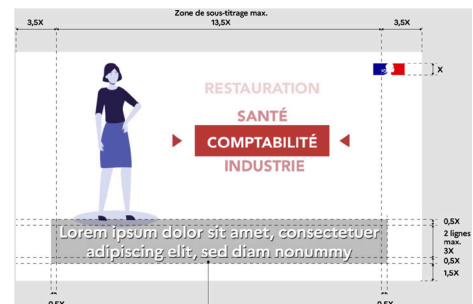 Zone de sous-titrage max.
3,5X 13,5X 3,5X
X
RESTAURATION
SANTÉ
COMPTABILITÉ
INDUSTRIE
Lorem ipsum dolor sit amet, consectetuer
adipiscing elit, sed diam nonummy
0,5X
2 lignes
max.
3X
0,5X
1,5X
0,5X 0,5X